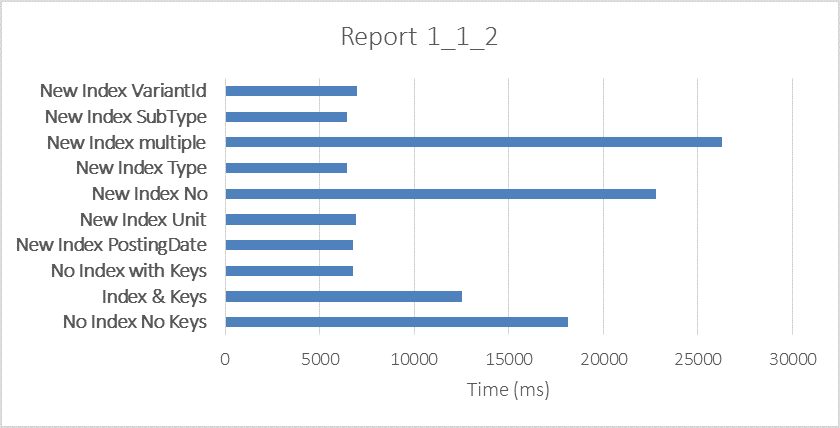 Report 1_1_2
New Index VariantId
New Index SubType
New Index multiple
New Index Type
New Index No
New Index Unit
New Index PostingDate
No Index with Keys
Index & Keys
No Index No Keys
0 5000 10000 15000 20000 25000 30000
Time (ms)